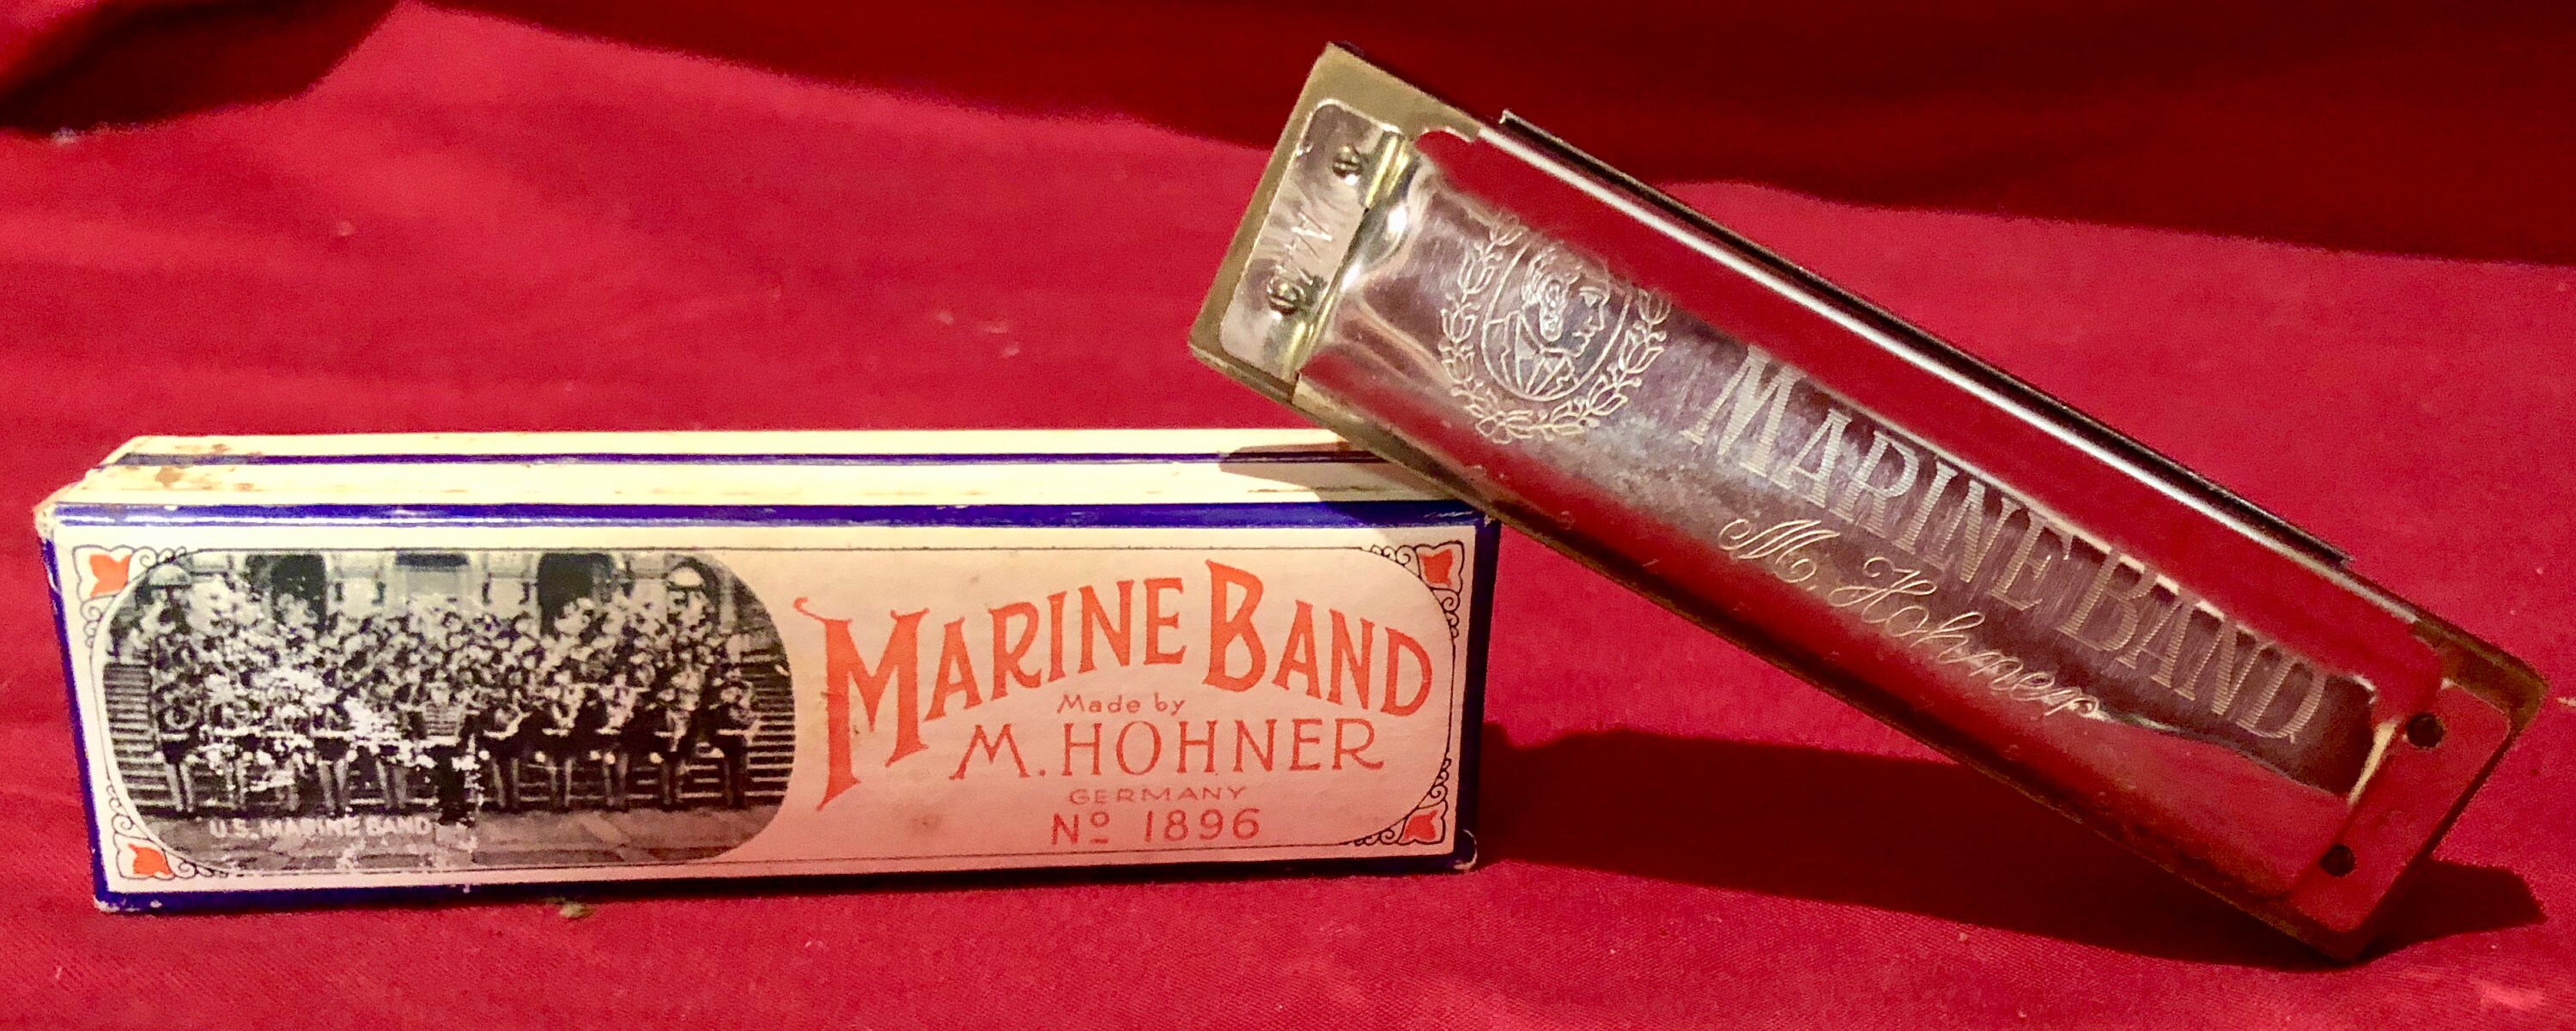 U.S. MARINE BAND
MARINE BAND
Made by
M. HOHNER
GERMANY
Nº 1896
MARINE BAND
M. Hohner